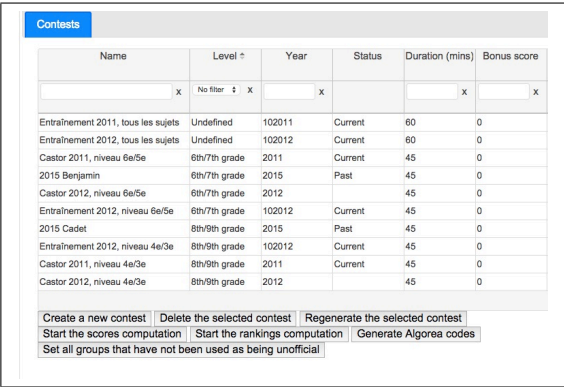 Contests
Name Level Year Status Duration (mins) Bonus score
x No filter x x x x
Entraînement 2011, tous les sujets Undefined 102011 Current 60 0
Entraînement 2012, tous les sujets Undefined 102012 Current 60 0
Castor 2011, niveau 6e/5e 6th/7th grade 2011 Current 45 0
2015 Benjamin 6th/7th grade 2015 Past 45 0
Castor 2012, niveau 6e/5e 6th/7th grade 2012 45 0
Entraînement 2012, niveau 6e/5e 6th/7th grade 102012 Current 45 0
2015 Cadet 8th/9th grade 2015 Past 45 0
Entraînement 2012, niveau 4e/3e 8th/9th grade 102012 Current 45 0
Castor 2011, niveau 4e/3e 8th/9th grade 2011 Current 45 0
Castor 2012, niveau 4e/3e 8th/9th grade 2012 45 0
Create a new contest Delete the selected contest Regenerate the selected contest
Start the scores computation Start the rankings computation Generate Algorea codes
Set all groups that have not been used as being unofficial